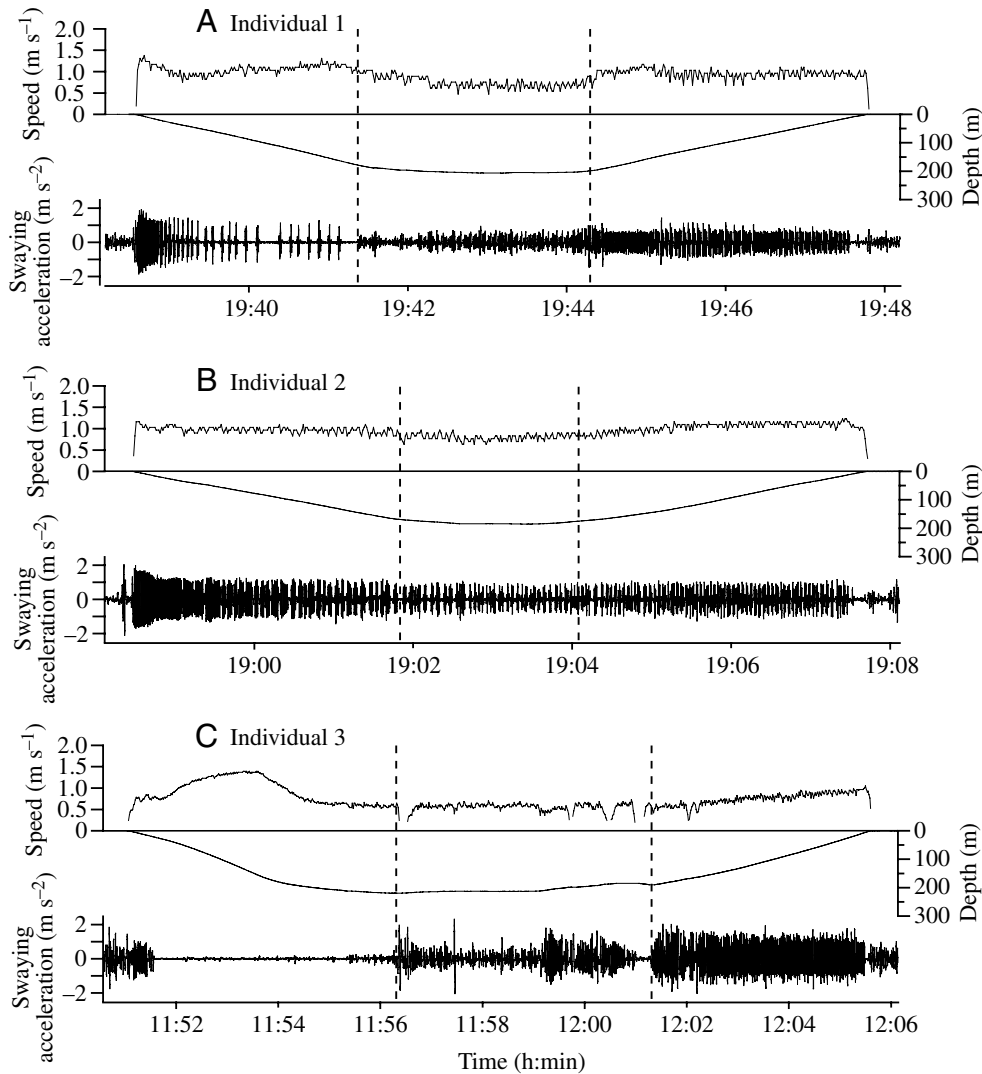 A Individual 1
Speed (m s−1)
2.0
1.5
1.0
0.5
0
0
100
200
300
Depth (m)
Swaying
acceleration (m s−2)
2
0
−2
19:40 19:42 19:44 19:46 19:48
B Individual 2
Speed (m s−1)
2.0
1.5
1.0
0.5
0
0
100
200
300
Depth (m)
Swaying
acceleration (m s−2)
2
0
−2
19:00 19:02 19:04 19:06 19:08
C Individual 3
Speed (m s−1)
2.0
1.5
1.0
0.5
0
0
100
200
300
Depth (m)
Swaying
acceleration (m s−2)
2
0
−2
11:52 11:54 11:56 11:58 12:00 12:02 12:04 12:06
Time (h:min)